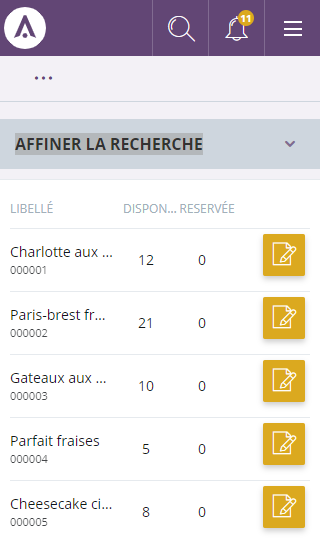 11
...
AFFINER LA RECHERCHE
LIBELLÉ DISPON... RESERVÉE
Charlotte aux ... 12 0
000001
Paris-brest fr... 21 0
000002
Gateaux aux ... 10 0
000003
Parfait fraises 5 0
000004
Cheesecake ci... 8 0
000005